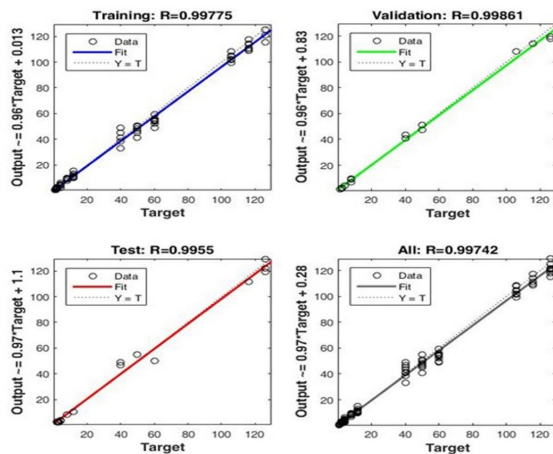 Training: R=0.99775
Output ~= 0.96*Target + 0.013
120
100
80
60
40
20
Data
Fit
Y = T
20 40 60 80 100 120
Target
Validation: R=0.99861
Output ~= 0.96*Target + 0.83
120
100
80
60
40
20
Data
Fit
Y = T
20 40 60 80 100 120
Target
Test: R=0.9955
Output ~= 0.97*Target + 1.1
120
100
80
60
40
20
Data
Fit
Y = T
20 40 60 80 100 120
Target
All: R=0.99742
Output ~= 0.97*Target + 0.28
120
100
80
60
40
20
Data
Fit
Y = T
20 40 60 80 100 120
Target